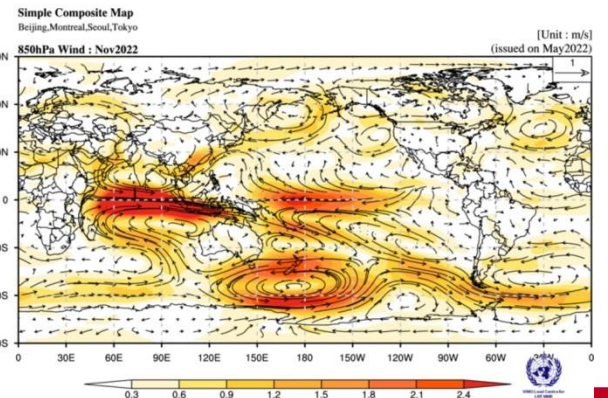 Simple Composite Map
Beijing,Montreal,Seoul,Tokyo
[Unit : m/s]
850hPa Wind : Nov2022
(issued on May2022)
1
N
N
N
0
S
S
S
0 30E 60E 90E 120E 150E 180 150W 120W 90W 60W 0
0.3 0.6 0.9 1.2 1.5 1.8 2.1 2.4